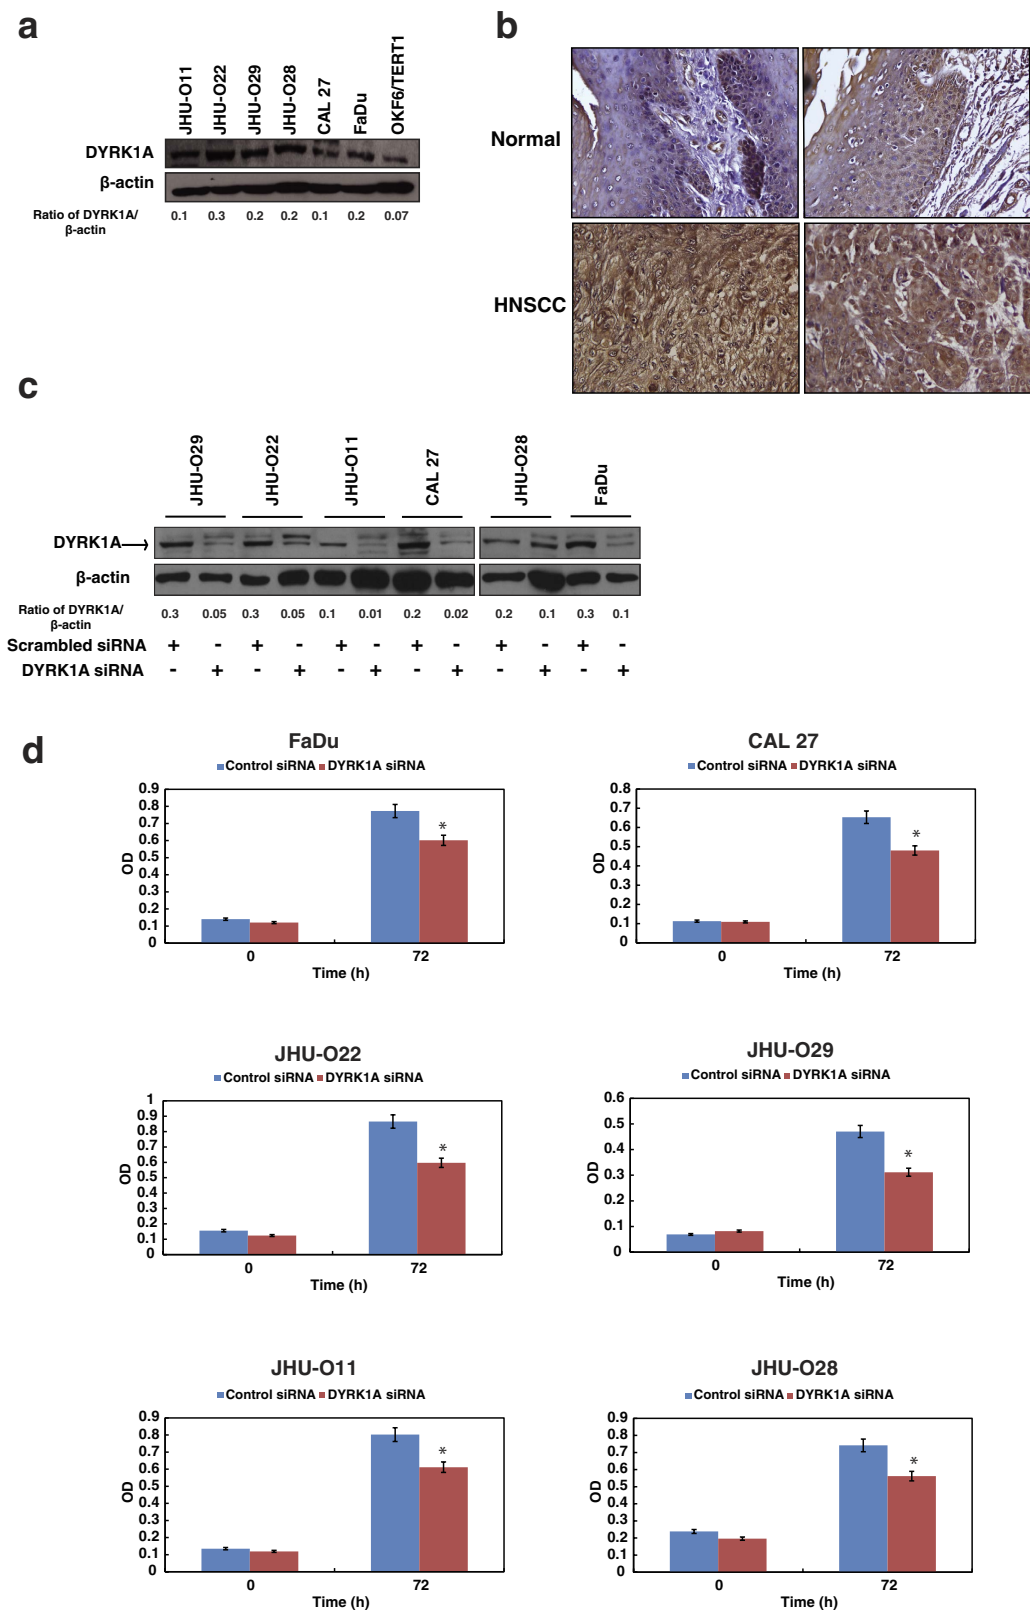 a
JHU-O11 JHU-O22 JHU-O29 JHU-O28 CAL 27 FaDu OKF6/TERT1
DYRK1A
β-actin
Ratio of DYRK1A/
β-actin
0.1 0.3 0.2 0.2 0.1 0.2 0.07
b
Normal
HNSCC
c
JHU-O29 JHU-O22 JHU-O11 CAL 27 JHU-O28 FaDu
DYRK1A
β-actin
Ratio of DYRK1A/
β-actin
0.3 0.05 0.3 0.05 0.1 0.01 0.2 0.02 0.2 0.1 0.3 0.1
Scrambled siRNA + - + - + - + - + - + -
DYRK1A siRNA - + - + - + - + - + - +
d
FaDu
Control siRNA DYRK1A siRNA
0.9
0.8
0.7
0.6
0.5
0.4
0.3
0.2
0.1
0
OD
*
0 72
Time (h)
CAL 27
Control siRNA DYRK1A siRNA
0.8
0.7
0.6
0.5
0.4
0.3
0.2
0.1
0
OD
*
0 72
Time (h)
JHU-O22
Control siRNA DYRK1A siRNA
1
0.9
0.8
0.7
0.6
0.5
0.4
0.3
0.2
0.1
0
OD
*
0 72
Time (h)
JHU-O29
Control siRNA DYRK1A siRNA
0.6
0.5
0.4
0.3
0.2
0.1
0
OD
*
0 72
Time (h)
JHU-O11
Control siRNA DYRK1A siRNA
0.9
0.8
0.7
0.6
0.5
0.4
0.3
0.2
0.1
0
OD
*
0 72
Time (h)
JHU-O28
Control siRNA DYRK1A siRNA
0.9
0.8
0.7
0.6
0.5
0.4
0.3
0.2
0.1
0
OD
*
0 72
Time (h)